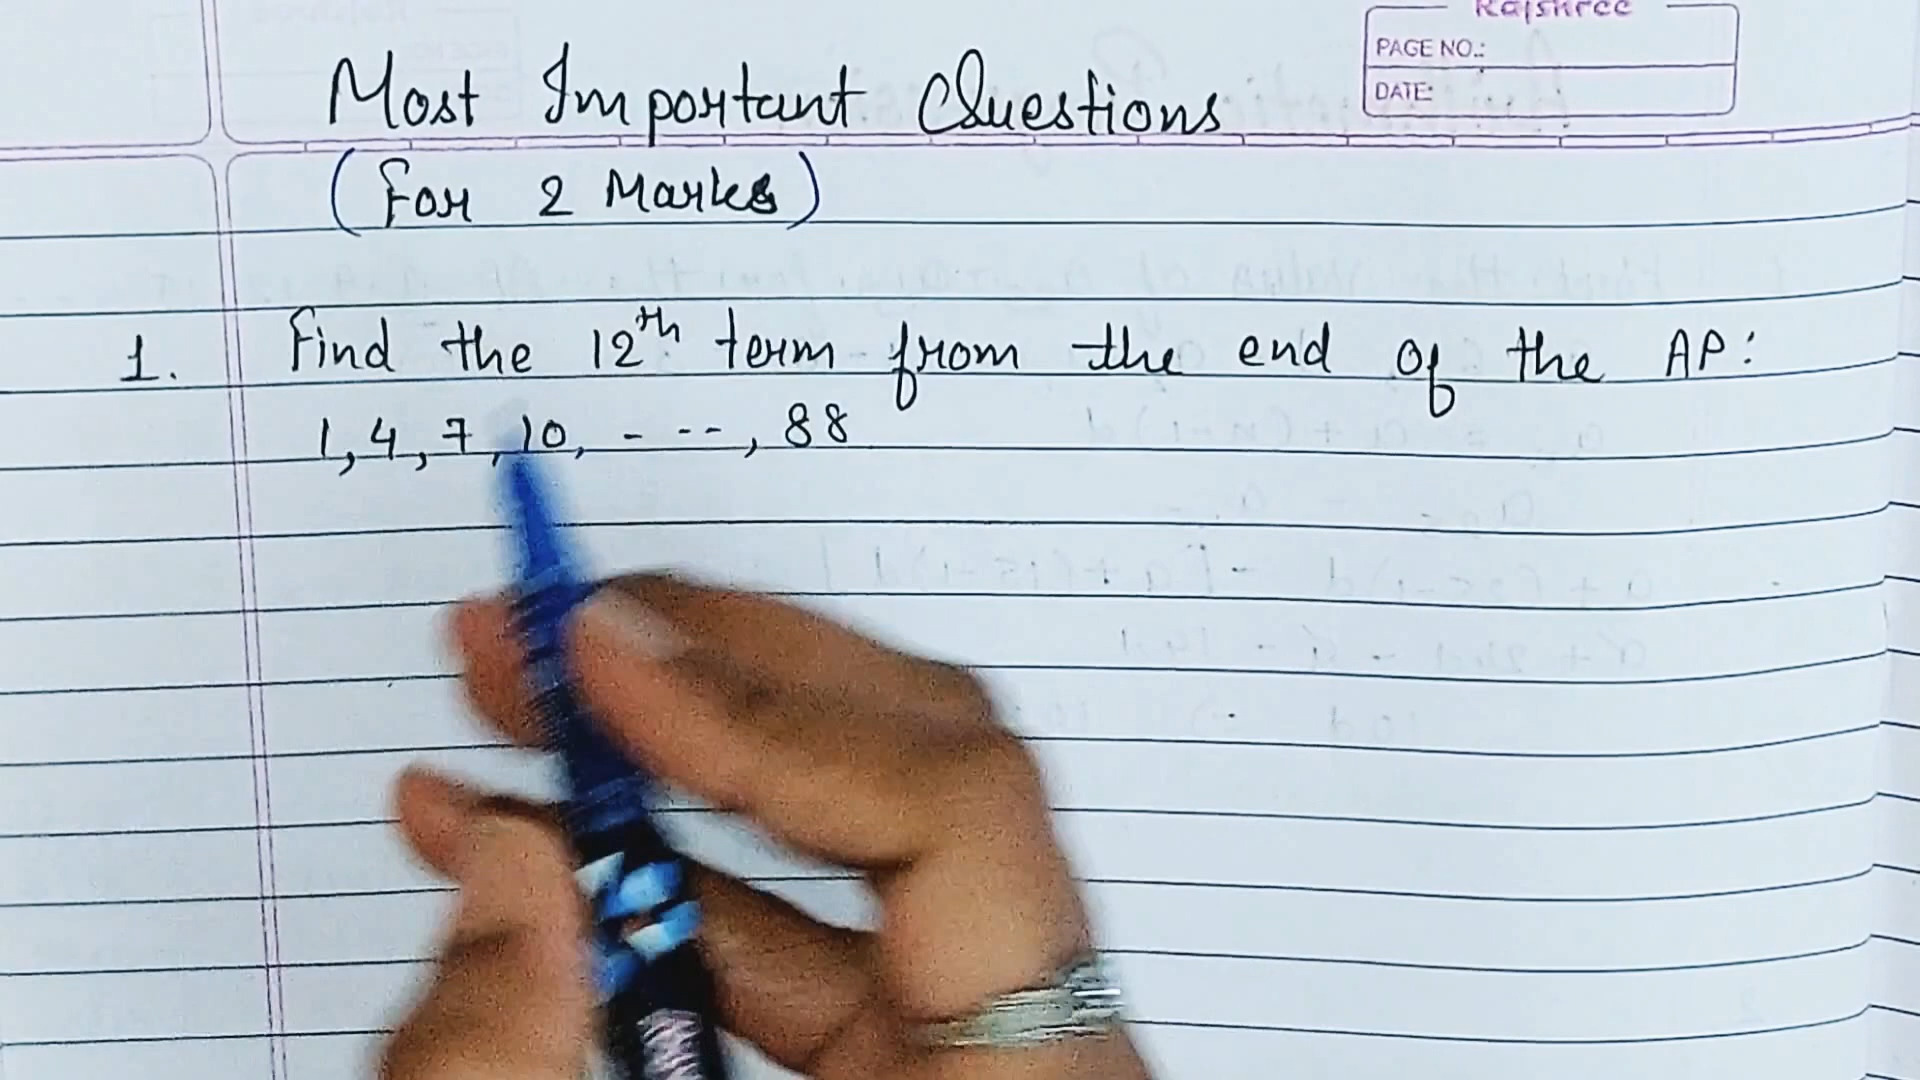 Rajshree
PAGE NO.:
DATE:
Most Important Questions
(For 2 Marks)
1. Find the 12th term from the end of the AP:
1, 4, 7, 10, - - - -, 88